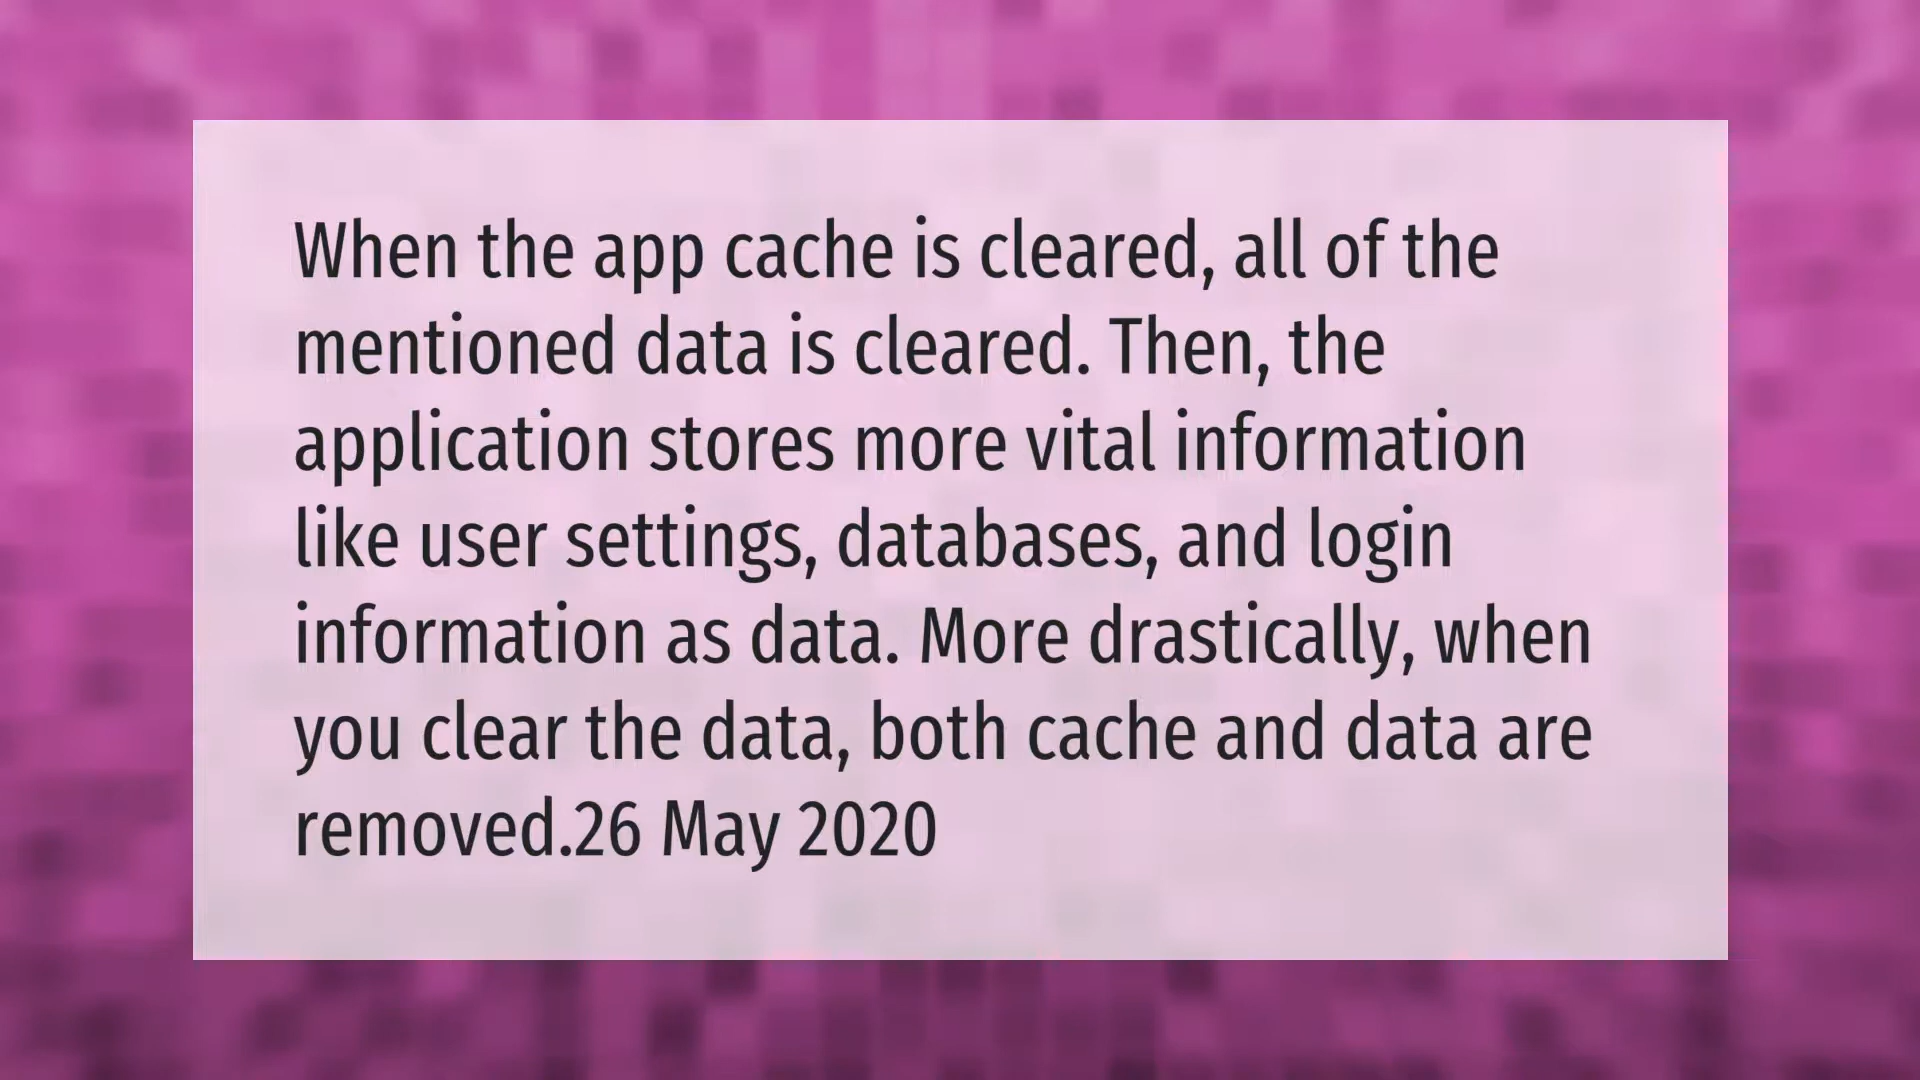 When the app cache is cleared, all of the
mentioned data is cleared. Then, the
application stores more vital information
like user settings, databases, and login
information as data. More drastically, when
you clear the data, both cache and data are
removed.26 May 2020